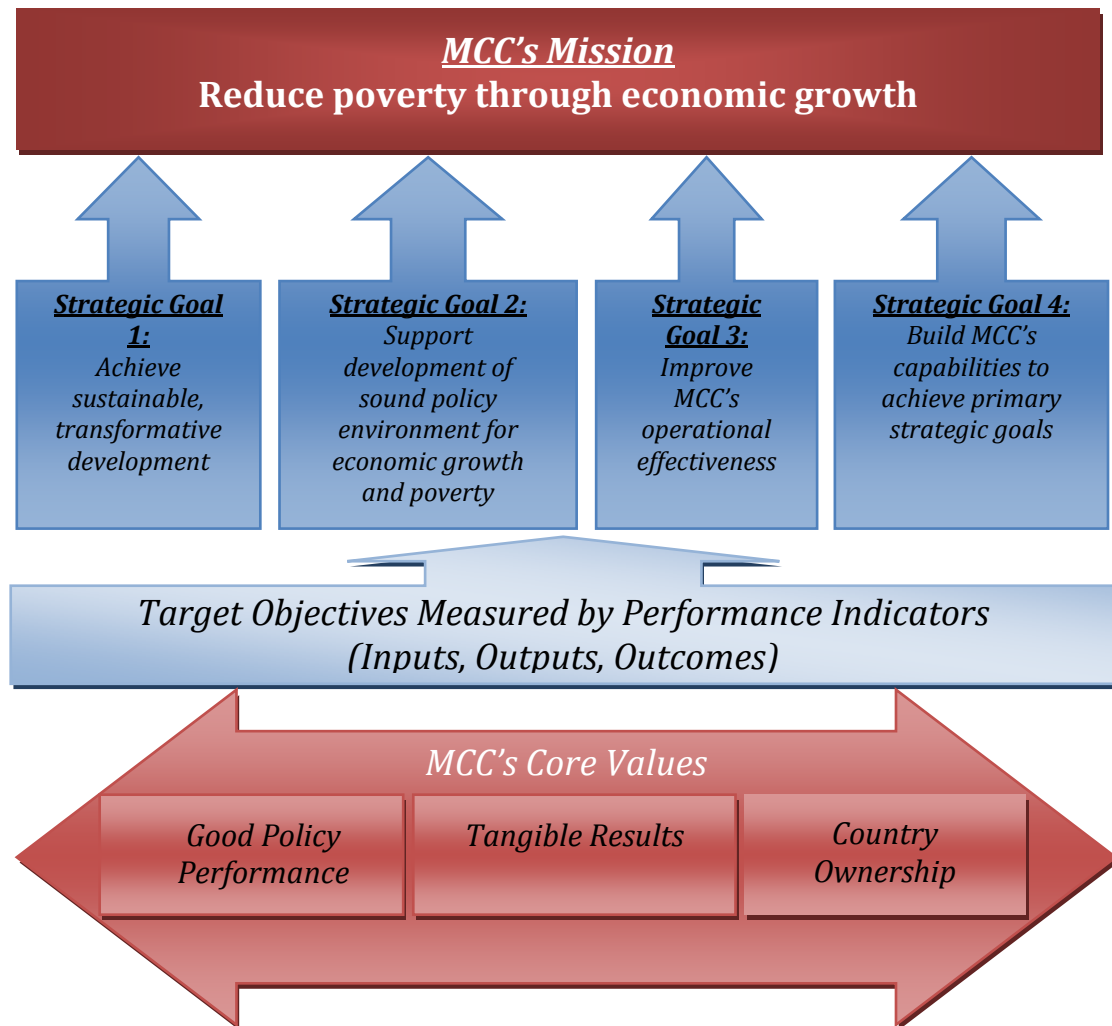 MCC's Mission
Reduce poverty through economic growth
Strategic Goal
1:
Achieve
sustainable,
transformative
development
Strategic Goal 2:
Support
development of
sound policy
environment for
economic growth
and poverty
Strategic
Goal 3:
Improve
MCC's
operational
effectiveness
Strategic Goal 4:
Build MCC's
capabilities to
achieve primary
strategic goals
Target Objectives Measured by Performance Indicators
(Inputs, Outputs, Outcomes)
MCC's Core Values
Good Policy
Performance
Tangible Results
Country
Ownership